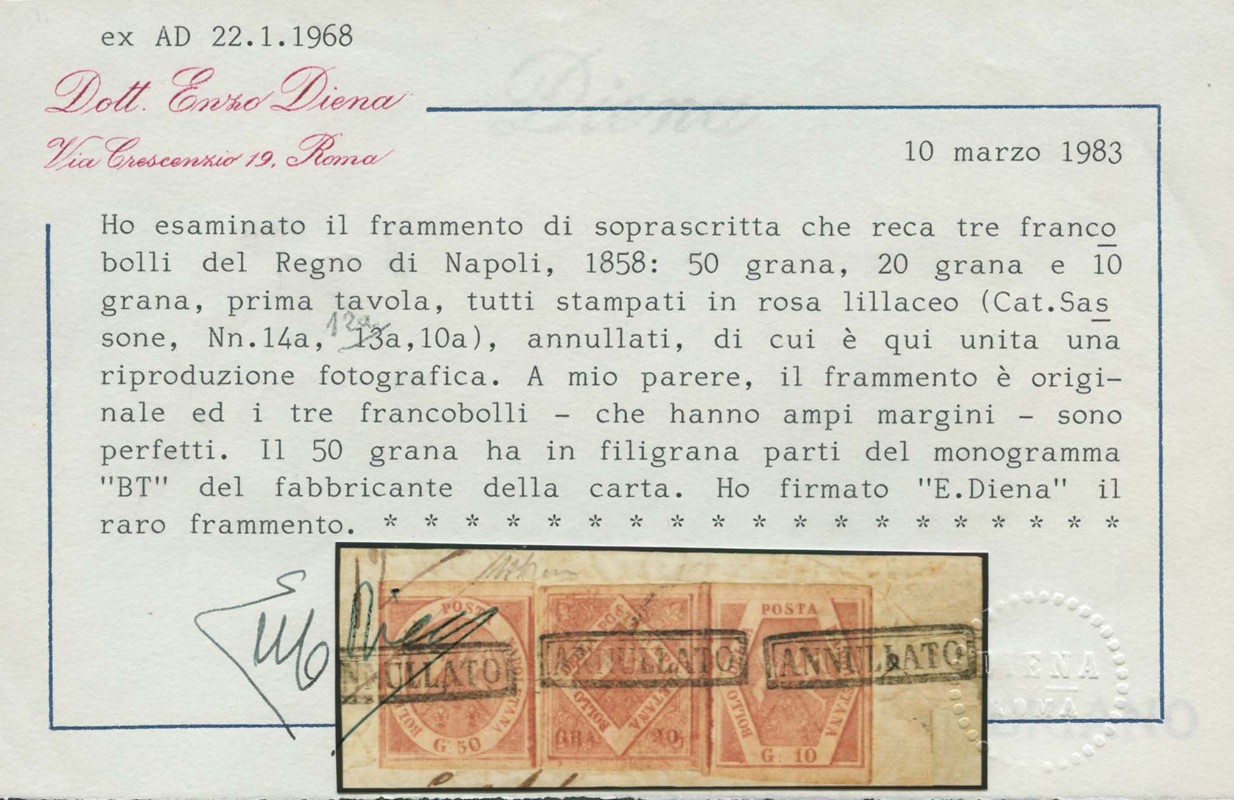 ex AD 22.1.1968
Dott. Enzo Diena
Via Crescenzio 19, Roma
10 marzo 1983
Ho esaminato il frammento di soprascritta che reca tre franco
bolli del Regno di Napoli, 1858: 50 grana, 20 grana e 10
grana, prima tavola, tutti stampati in rosa lillaceo (Cat.Sas
12a
sone, Nn.14a, 13a,10a), annullati, di cui è qui unita una
riproduzione fotografica. A mio parere, il frammento è origi-
nale ed i tre francobolli - che hanno ampi margini - sono
perfetti. Il 50 grana ha in filigrana parti del monogramma
"BT" del fabbricante della carta. Ho firmato "E.Diena" il
raro frammento. * * * * * * * * * * * * * * * * * * *
POSTA
BOLLO
G. 50
ANNULLATO
BOLLO
GRA 20
ANNULLATO
POSTA
BOLLO
G. 10
ANNULLATO
DIENA